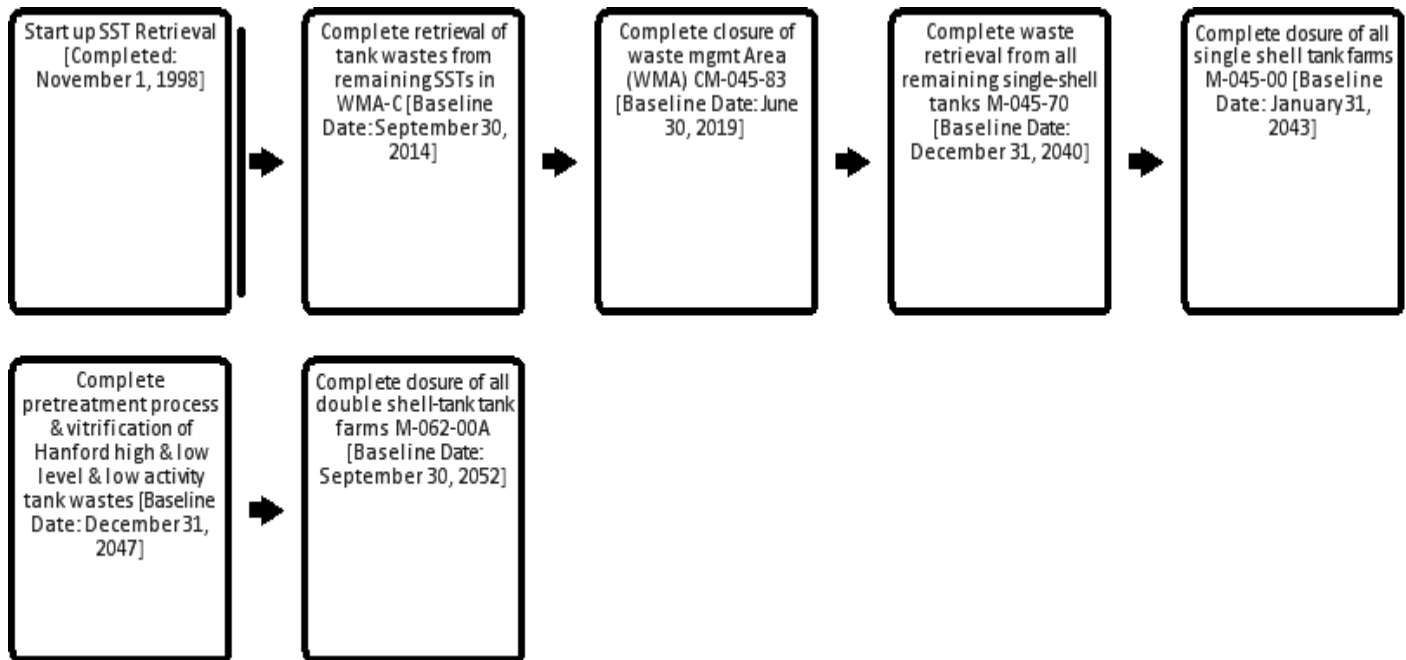 Start up SST Retrieval
[Completed:
November 1, 1998]
Complete retrieval of
tank wastes from
remaining SSTs in
WMA-C [Baseline
Date: September 30,
2014]
Complete closure of
waste mgmt Area
(WMA) CM-045-83
[Baseline Date: June
30, 2019]
Complete waste
retrieval from all
remaining single-shell
tanks M-045-70
[Baseline Date:
December 31, 2040]
Complete closure of all
single shell tank farms
M-045-00 [Baseline
Date: January 31,
2043]
Complete
pretreatment process
& vitrification of
Hanford high & low
level & low activity
tank wastes [Baseline
Date: December 31,
2047]
Complete closure of all
double shell-tank tank
farms M-062-00A
[Baseline Date:
September 30, 2052]